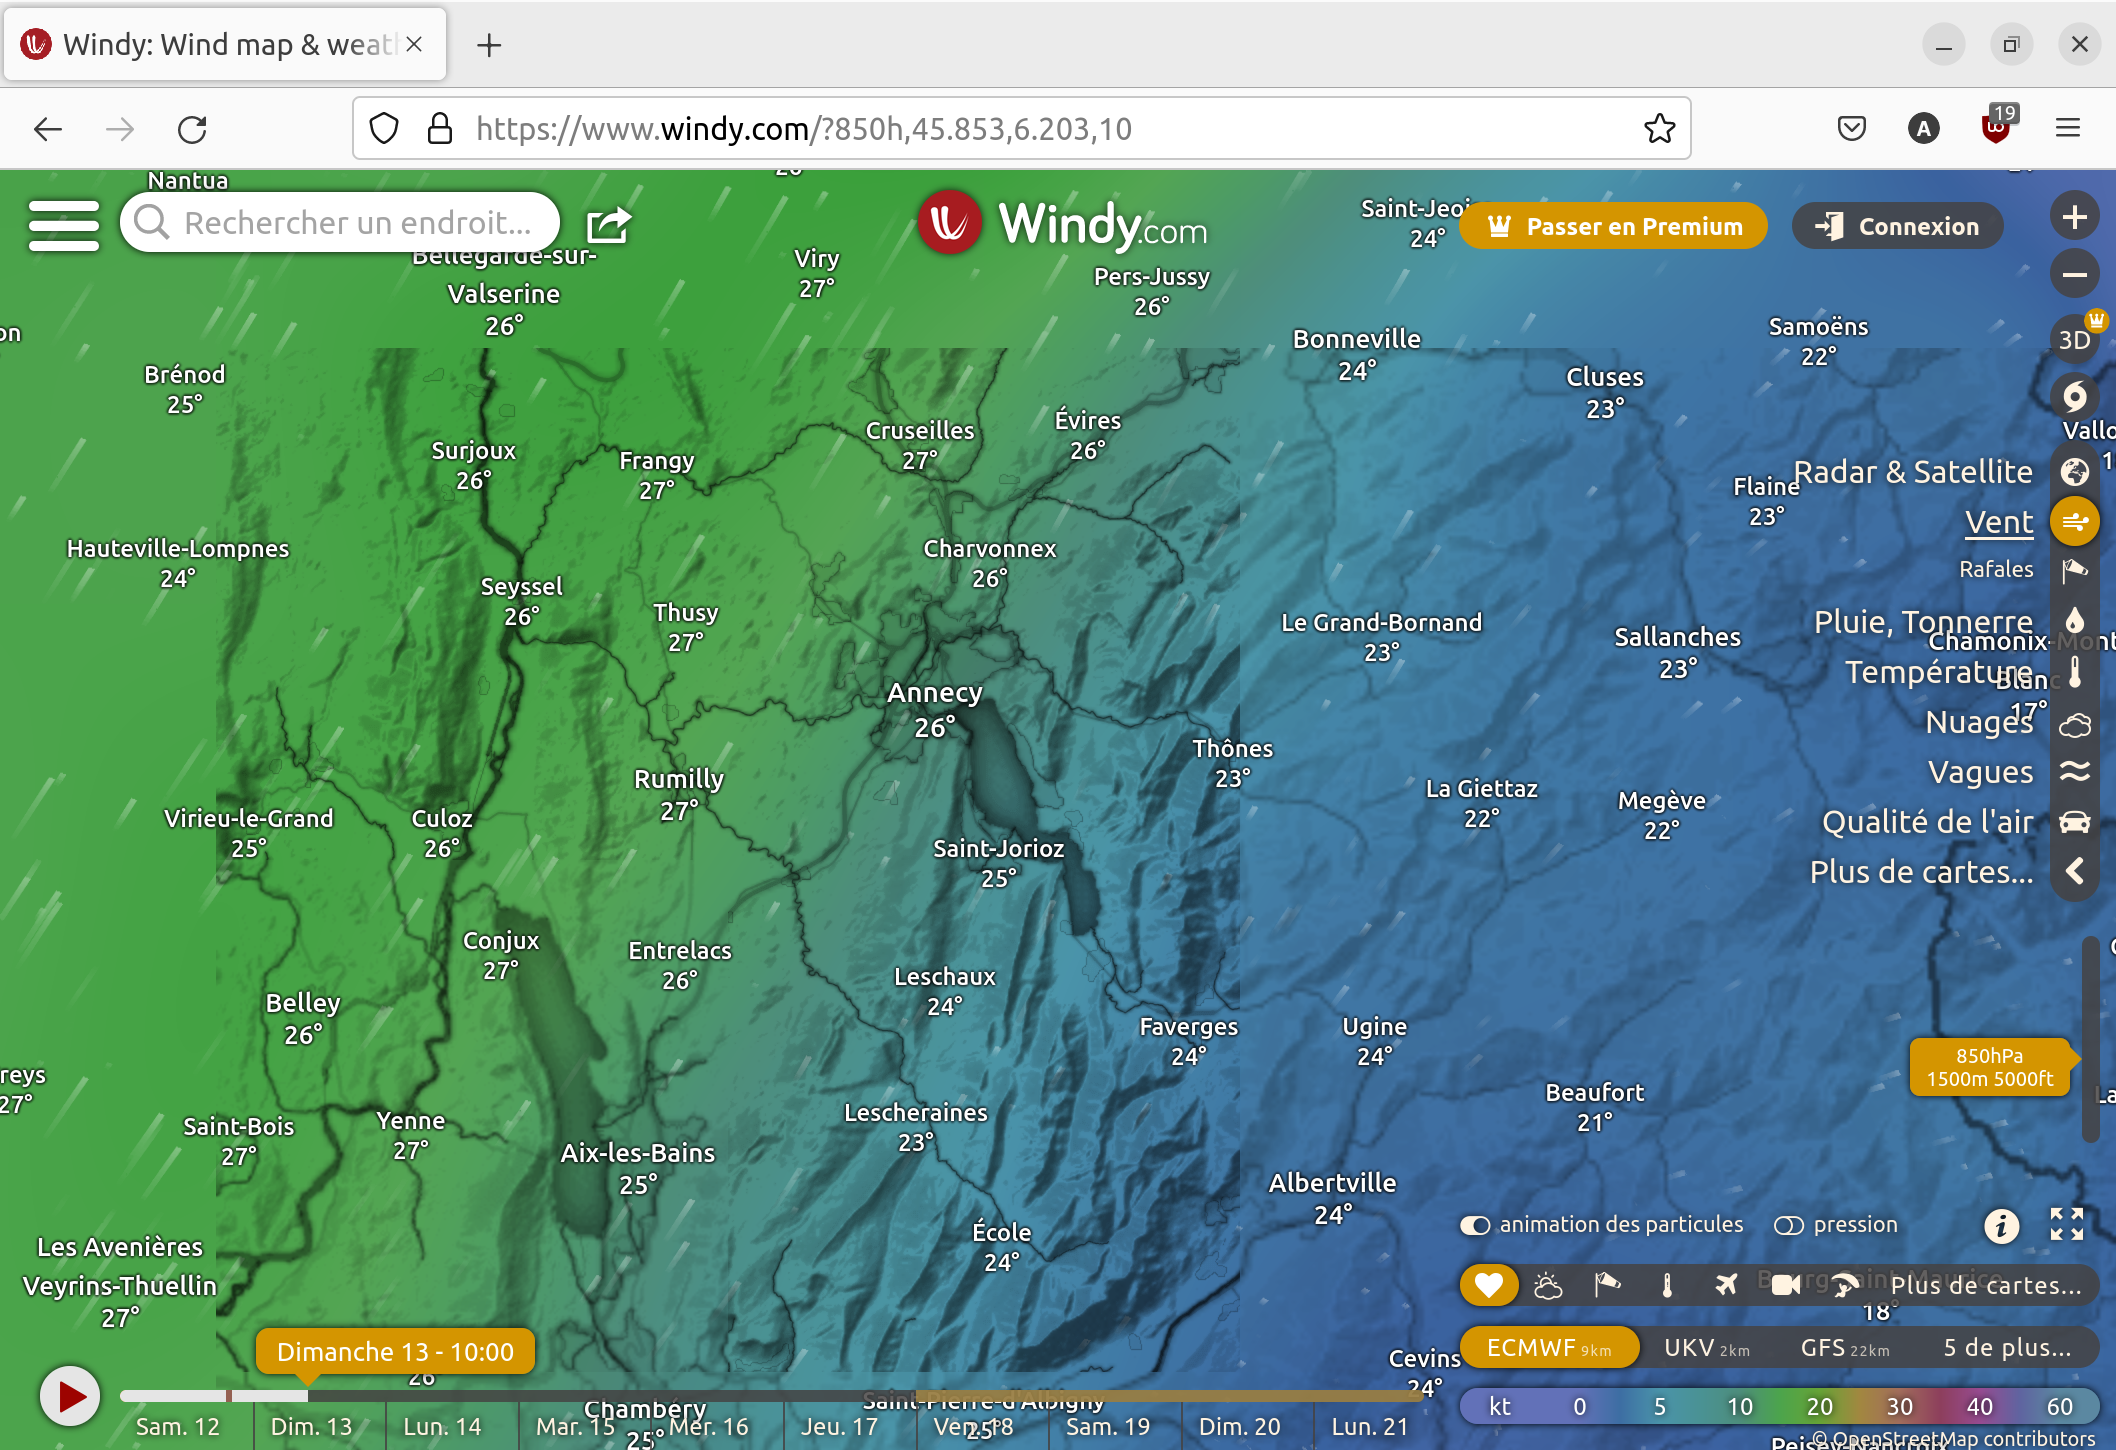 Windy: Wind map & weat
https://www.windy.com/?850h,45.853,6.203,10
19
A
Nantua
Rechercher un endroit...
Windy.com
Saint-Jeoi
24°
Passer en Premium
Connexion
Bellegarde-sur-
Valserine
26°
Viry
27°
Pers-Jussy
26°
Bonneville
24°
Samoëns
22°
3D
on
Brénod
25°
Cluses
23°
Cruseilles
27°
Évires
26°
Vallo
Surjoux
26°
Frangy
27°
Radar & Satellite
Flaine
23°
Vent
Rafales
Hauteville-Lompnes
24°
Charvonnex
26°
Seyssel
26°
Thusy
27°
Le Grand-Bornand
23°
Sallanches
23°
Pluie, Tonnerre
Chamonix-Mont
Blanc
17°
Température
Nuages
Vagues
Qualité de l'air
Plus de cartes...
Annecy
26°
Thônes
23°
Rumilly
27°
La Giettaz
22°
Megève
22°
Virieu-le-Grand
25°
Culoz
26°
Saint-Jorioz
25°
Conjux
27°
Entrelacs
26°
Leschaux
24°
Belley
26°
Faverges
24°
Ugine
24°
850hPa
1500m 5000ft
reys
27°
Beaufort
21°
La
Saint-Bois
27°
Yenne
27°
Lescheraines
23°
Aix-les-Bains
25°
Albertville
24°
École
24°
animation des particules
pression
Les Avenières
Veyrins-Thuellin
27°
Bourg-Saint-Maurice
18°
Plus de cartes...
Dimanche 13 - 10:00
26
ECMWF 9km
UKV 2km
GFS 22km
5 de plus...
Cevins
24°
Chambéry
25°
Saint-Pierre-d'Albigny
25°
Sam. 12
Dim. 13
Lun. 14
Mar. 15
Mer. 16
Jeu. 17
Ven. 18
Sam. 19
Dim. 20
Lun. 21
kt 0 5 10 20 30 40 60
© OpenStreetMap contributors